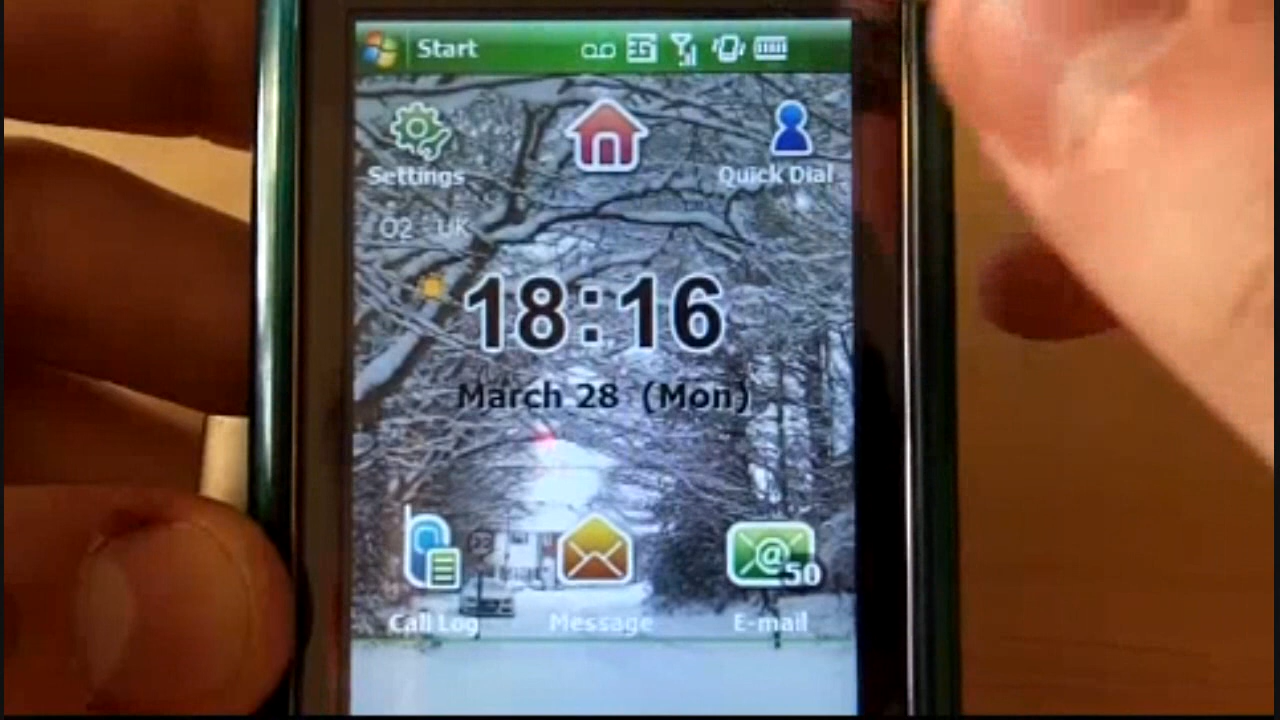 Start
Settings
Quick Dial
O2 - UK
18:16
March 28 (Mon)
50
Call Log
Message
E-mail